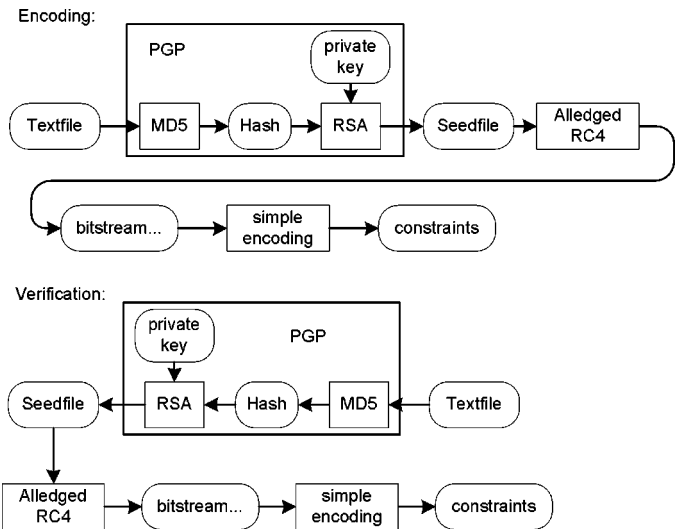 Encoding:
PGP
private
key
Textfile
MD5
Hash
RSA
Seedfile
Alledged
RC4
bitstream...
simple
encoding
constraints
Verification:
private
key
PGP
Seedfile
RSA
Hash
MD5
Textfile
Alledged
RC4
bitstream...
simple
encoding
constraints